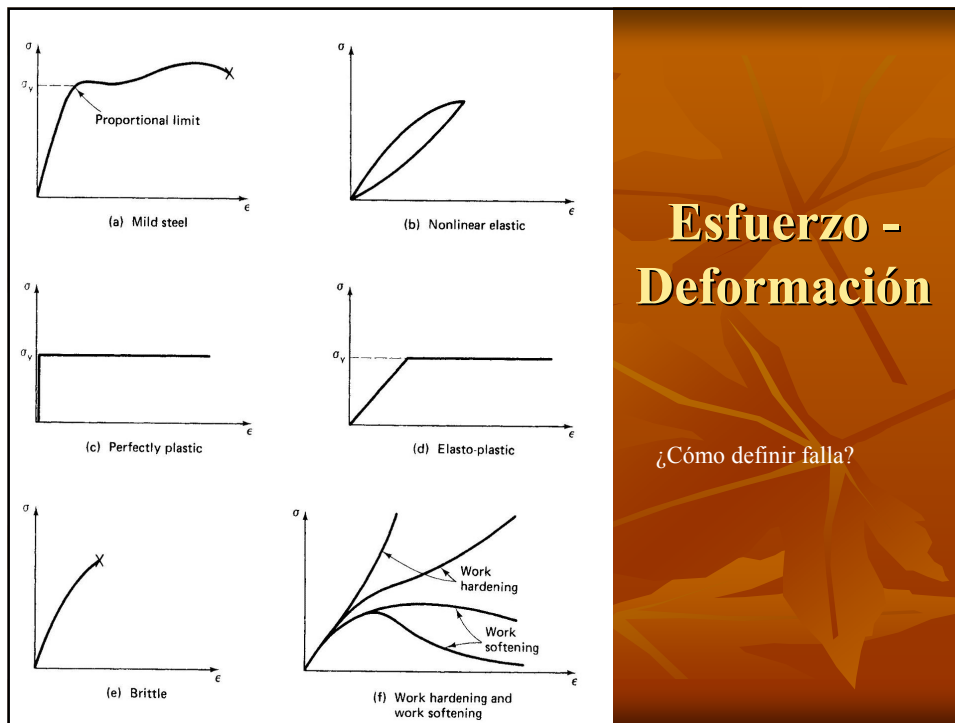 σ
σy
Proportional limit
ϵ
(a) Mild steel
σ
ϵ
(b) Nonlinear elastic
σ
σy
ϵ
(c) Perfectly plastic
σ
σy
ϵ
(d) Elasto-plastic
σ
ϵ
(e) Brittle
σ
Work
hardening
Work
softening
ϵ
(f) Work hardening and
work softening
Esfuerzo -
Deformación
¿Cómo definir falla?